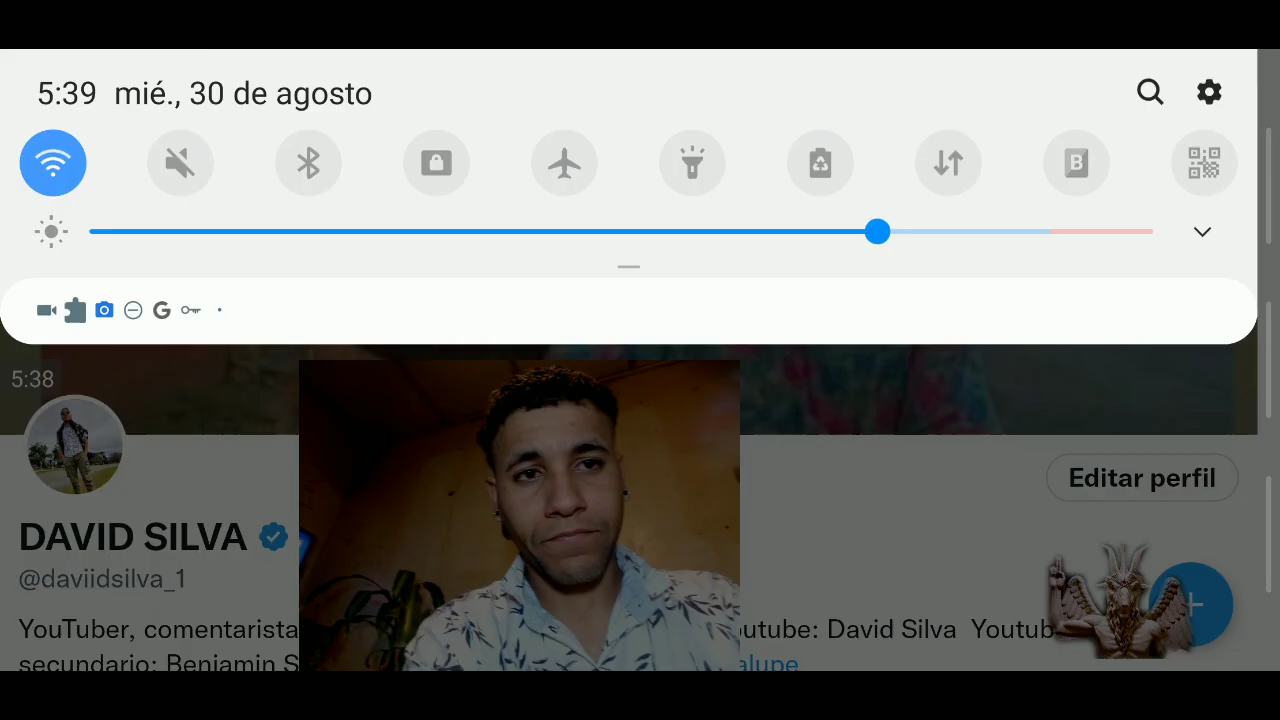 5:39 mié., 30 de agosto
B
G
5:38
Editar perfil
DAVID SILVA
@daviidsilva_1
YouTuber, comentarista outube: David Silva Youtub
secundario: Benjamin S alupe